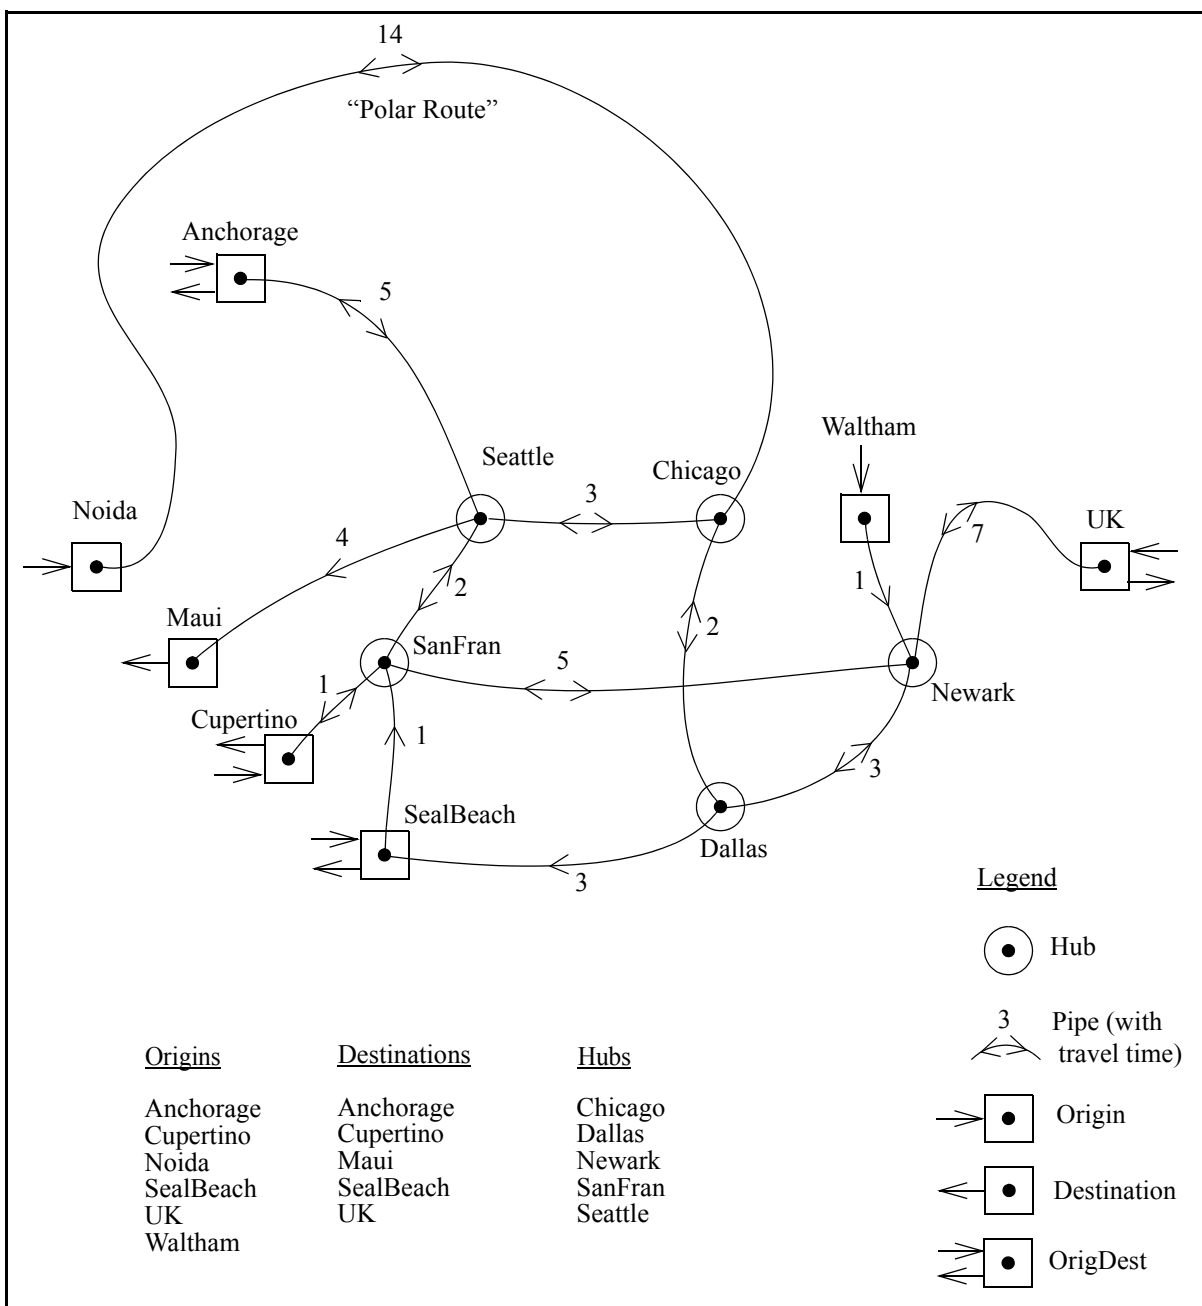 14
“Polar Route”
Anchorage
5
Waltham
Seattle
Chicago
3
Noida
4
7
UK
1
2
Maui
2
SanFran
5
1
Newark
Cupertino
1
3
SealBeach
Dallas
3
Legend
Hub
3
Pipe (with
travel time)
Origin
Destination
OrigDest
Origins
Anchorage
Cupertino
Noida
SealBeach
UK
Waltham
Destinations
Anchorage
Cupertino
Maui
SealBeach
UK
Hubs
Chicago
Dallas
Newark
SanFran
Seattle